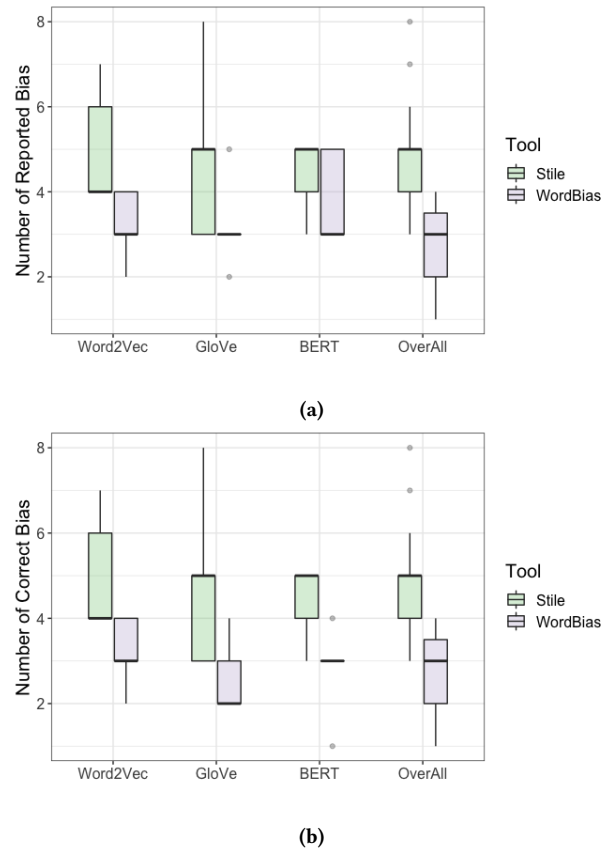 8
6
4
2
Number of Reported Bias
Word2Vec GloVe BERT OverAll
Tool
Stile
WordBias
(a)
8
6
4
2
Number of Correct Bias
Word2Vec GloVe BERT OverAll
Tool
Stile
WordBias
(b)